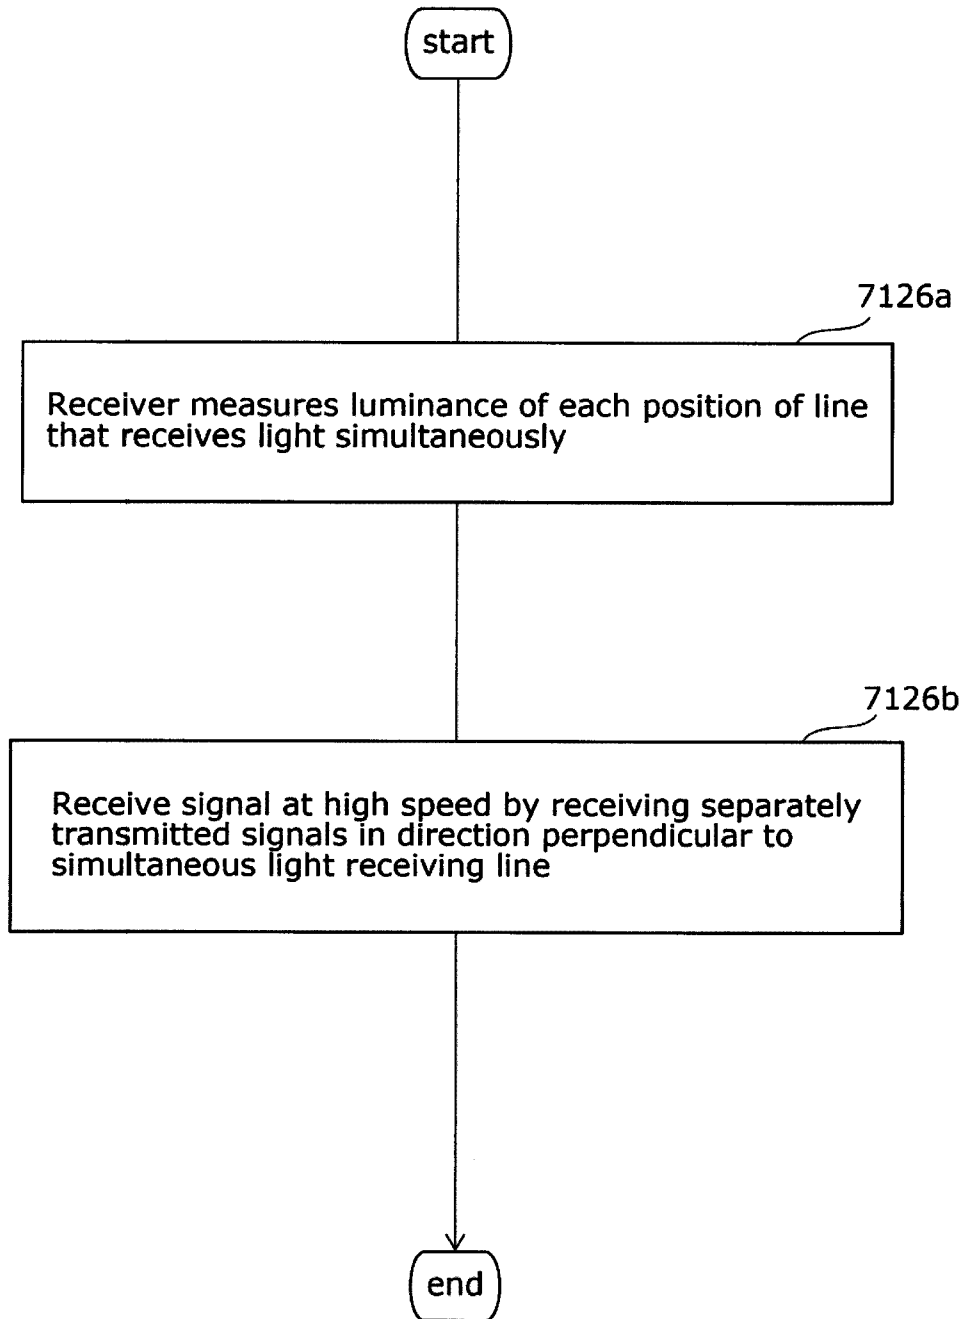 start
7126a
Receiver measures luminance of each position of line
that receives light simultaneously
7126b
Receive signal at high speed by receiving separately
transmitted signals in direction perpendicular to
simultaneous light receiving line
end